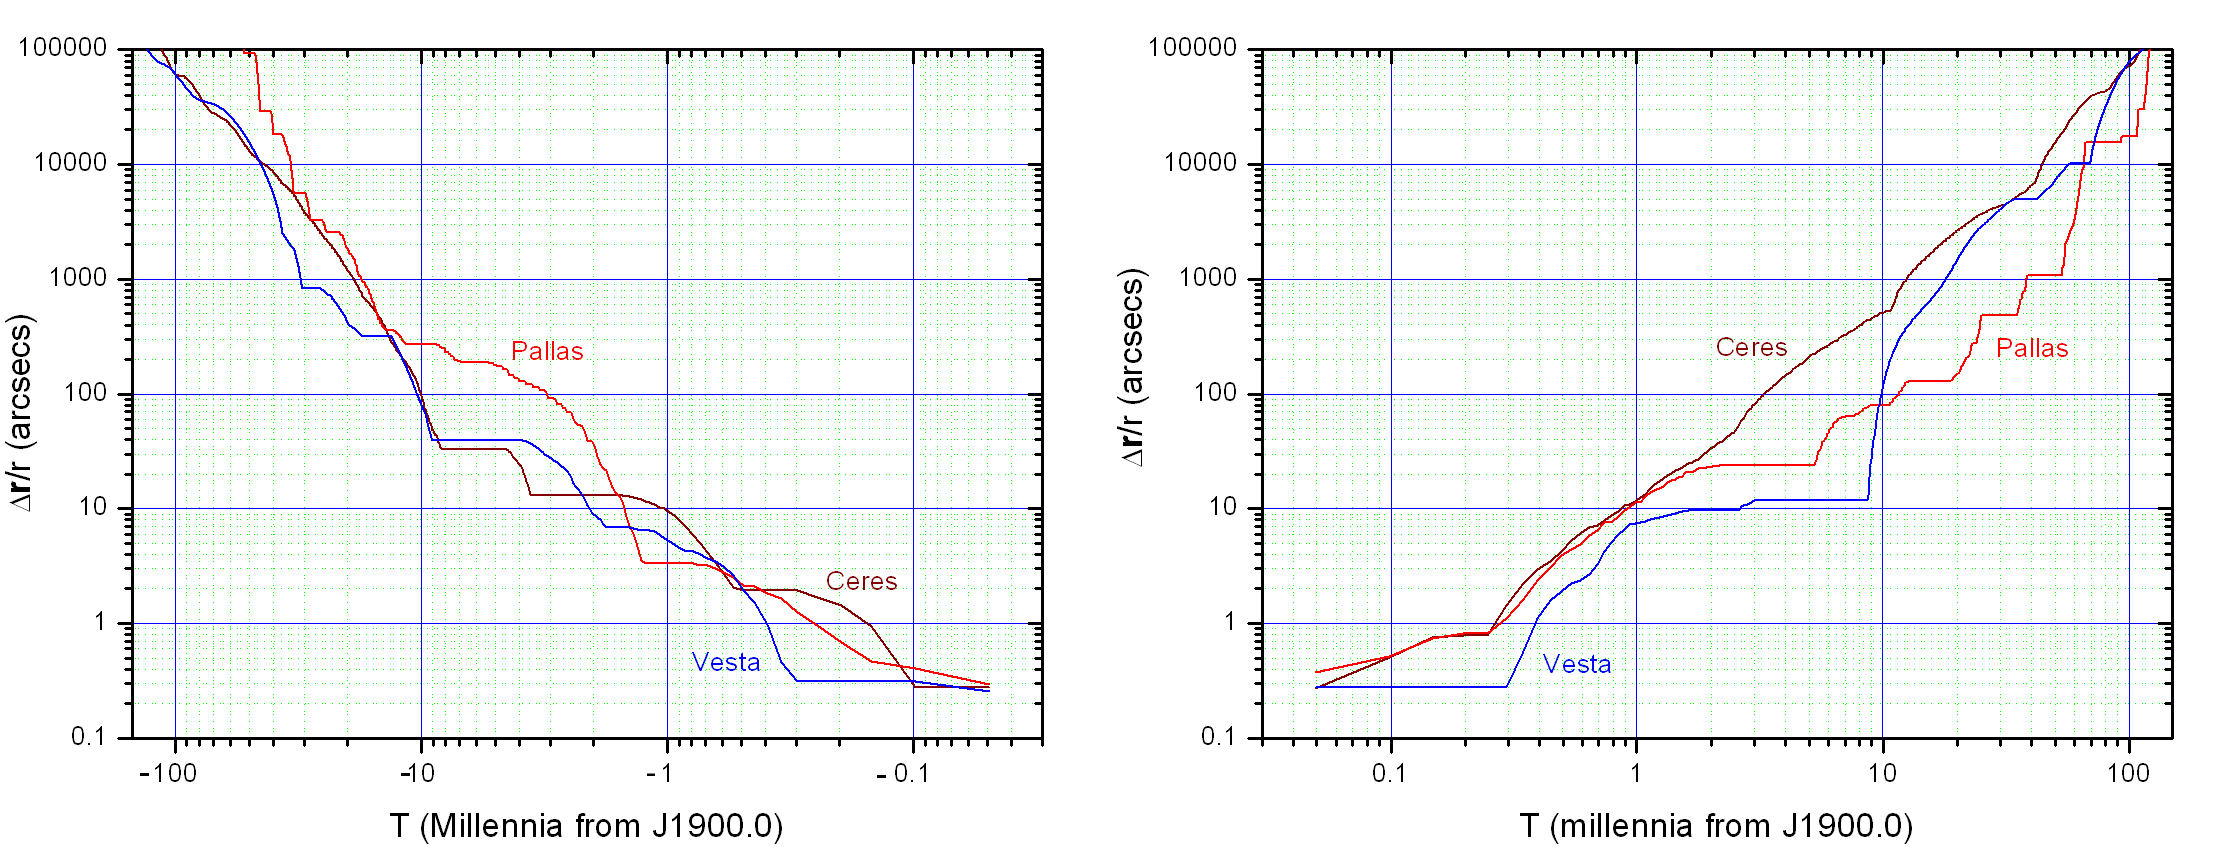 100000
10000
1000
100
10
1
0.1
Δr/r (arcsecs)
Pallas
Ceres
Vesta
-100
-10
-1
-0.1
T (Millennia from J1900.0)
100000
10000
1000
100
10
1
0.1
Δr/r (arcsecs)
Ceres
Pallas
Vesta
0.1
1
10
100
T (millennia from J1900.0)